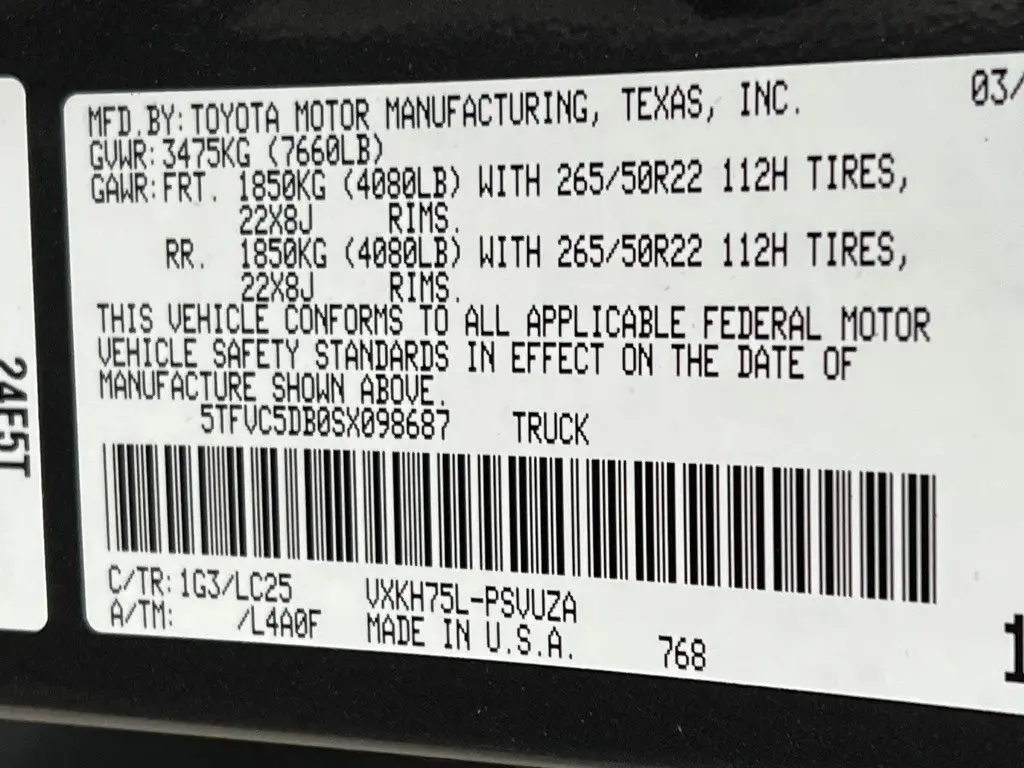 03/
MFD.BY:TOYOTA MOTOR MANUFACTURING, TEXAS, INC.
GVWR:3475KG (7660LB)
GAWR:FRT. 1850KG (4080LB) WITH 265/50R22 112H TIRES,
22X8J RIMS.
RR. 1850KG (4080LB) WITH 265/50R22 112H TIRES,
22X8J RIMS.
THIS VEHICLE CONFORMS TO ALL APPLICABLE FEDERAL MOTOR
VEHICLE SAFETY STANDARDS IN EFFECT ON THE DATE OF
MANUFACTURE SHOWN ABOVE.
5TFVC5DB0SX098687 TRUCK
C/TR:1G3/LC25 VXKH75L-PSVUZA
A/TM: /L4A0F MADE IN U.S.A. 768
1